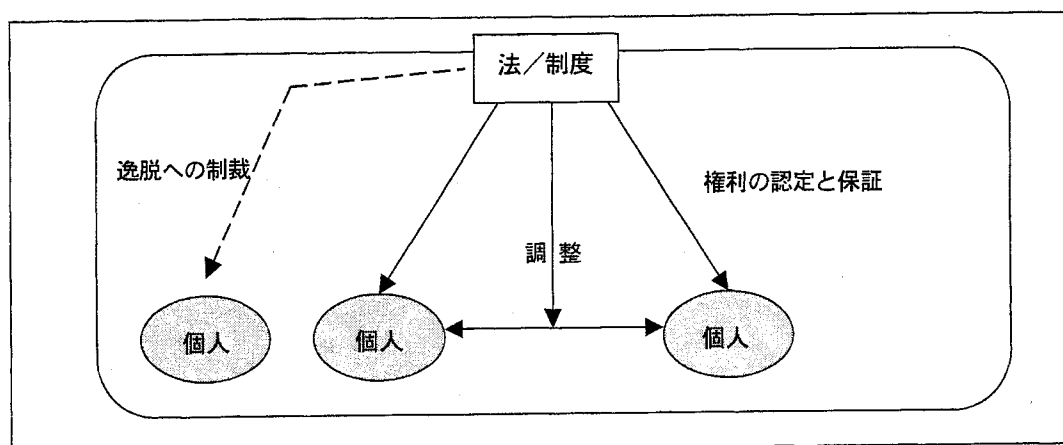 法／制度
逸脱への制裁
権利の認定と保証
調 整
個人
個人
個人